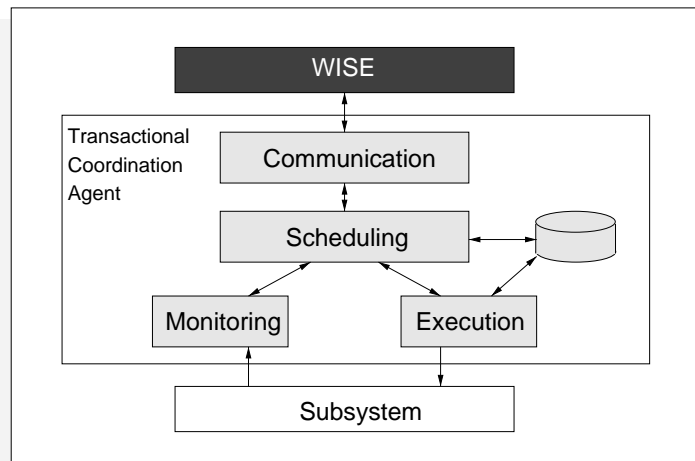 WISE
Transactional
Coordination
Agent
Communication
Scheduling
Monitoring
Execution
Subsystem